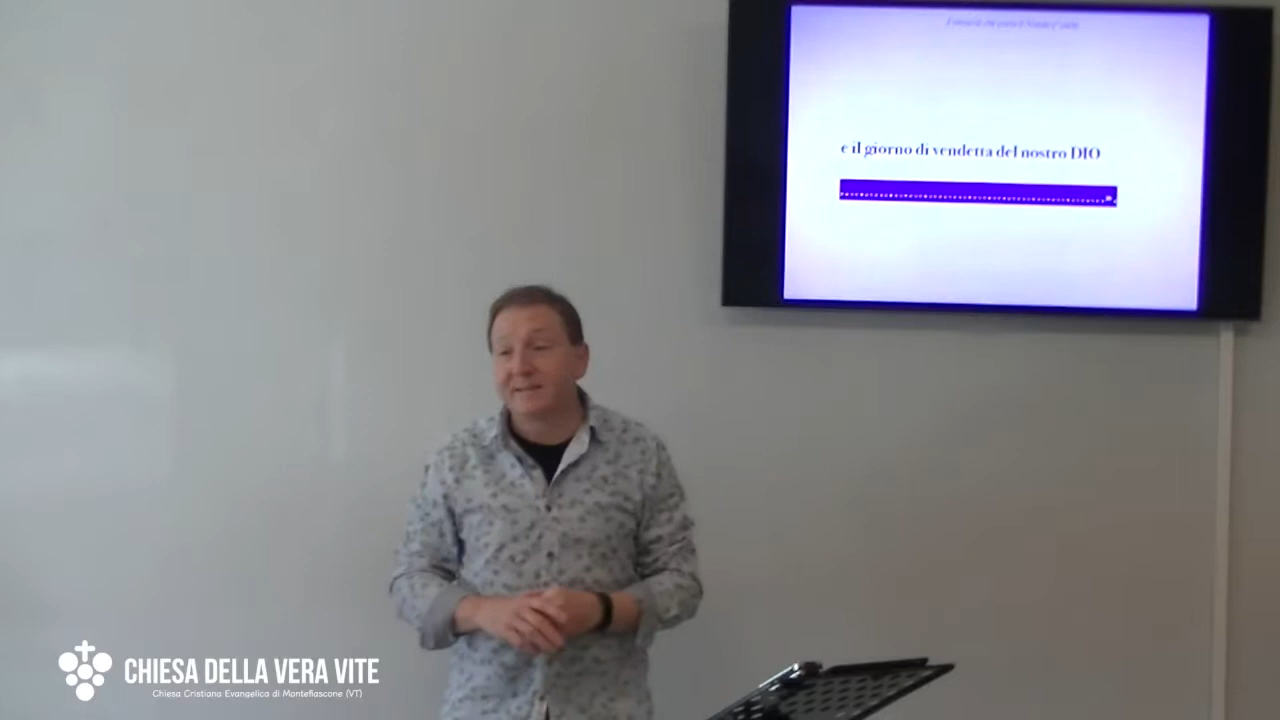 e il giorno di vendetta del nostro DIO
CHIESA DELLA VERA VITE
Chiesa Cristiana Evangelica di Montefiascone (VT)